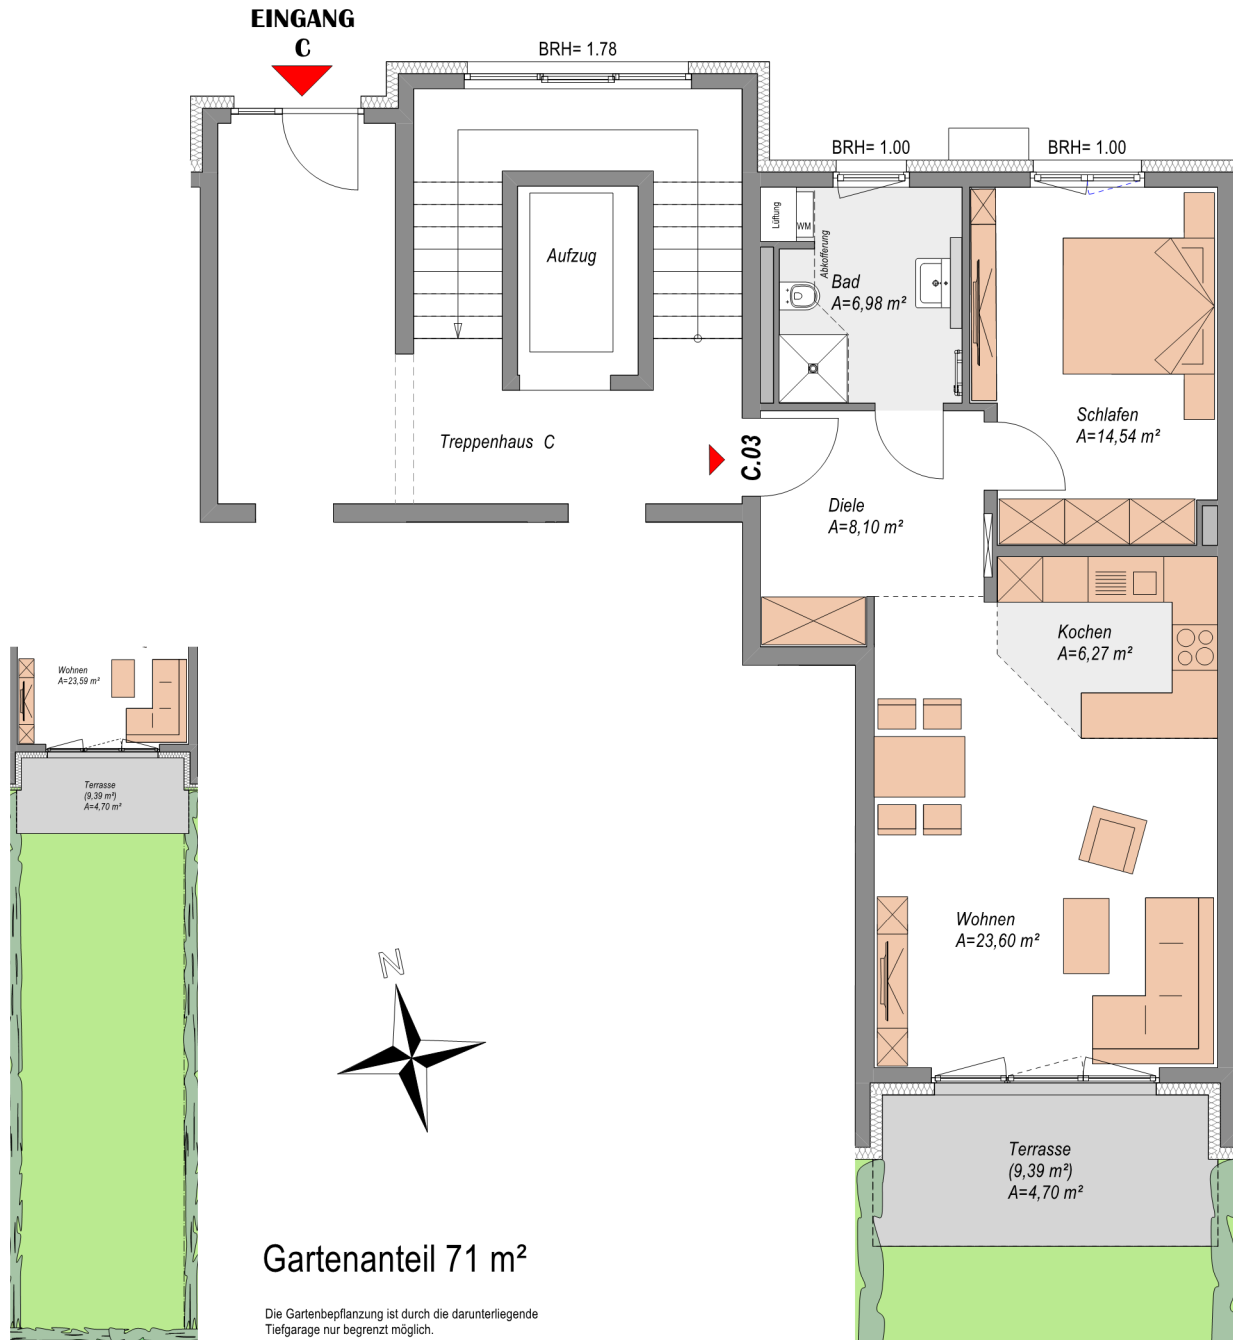 EINGANG
C
BRH= 1.78
BRH= 1.00
BRH= 1.00
Lüftung
WM
Abkofferung
Aufzug
Bad
A=6,98 m²
Schlafen
A=14,54 m²
Treppenhaus C
C.03
Diele
A=8,10 m²
Kochen
A=6,27 m²
Wohnen
A=23,59 m²
Terrasse
(9,39 m²)
A=4,70 m²
Wohnen
A=23,60 m²
N
Terrasse
(9,39 m²)
A=4,70 m²
Gartenanteil 71 m²
Die Gartenbepflanzung ist durch die darunterliegende
Tiefgarage nur begrenzt möglich.